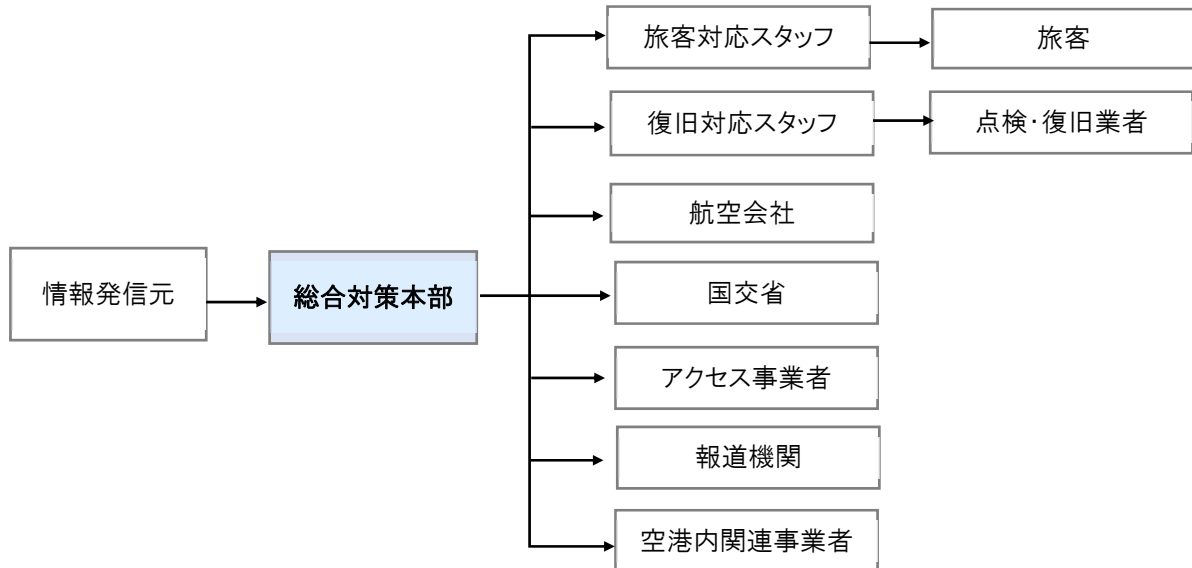 旅客対応スタッフ
旅客
復旧対応スタッフ
点検・復旧業者
航空会社
情報発信元
総合対策本部
国交省
アクセス事業者
報道機関
空港内関連事業者